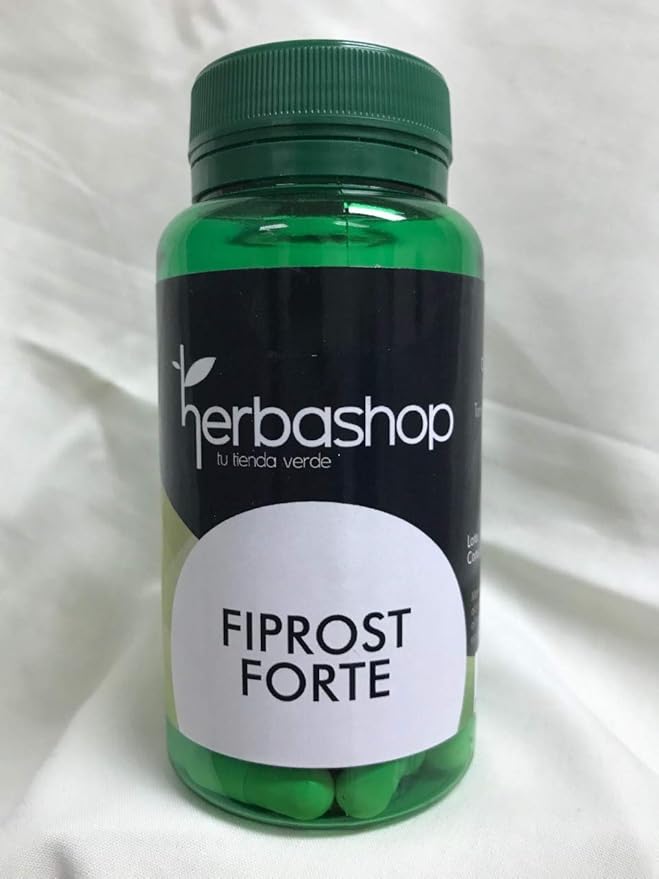 herbashop
tu tienda verde
FIPROST
FORTE